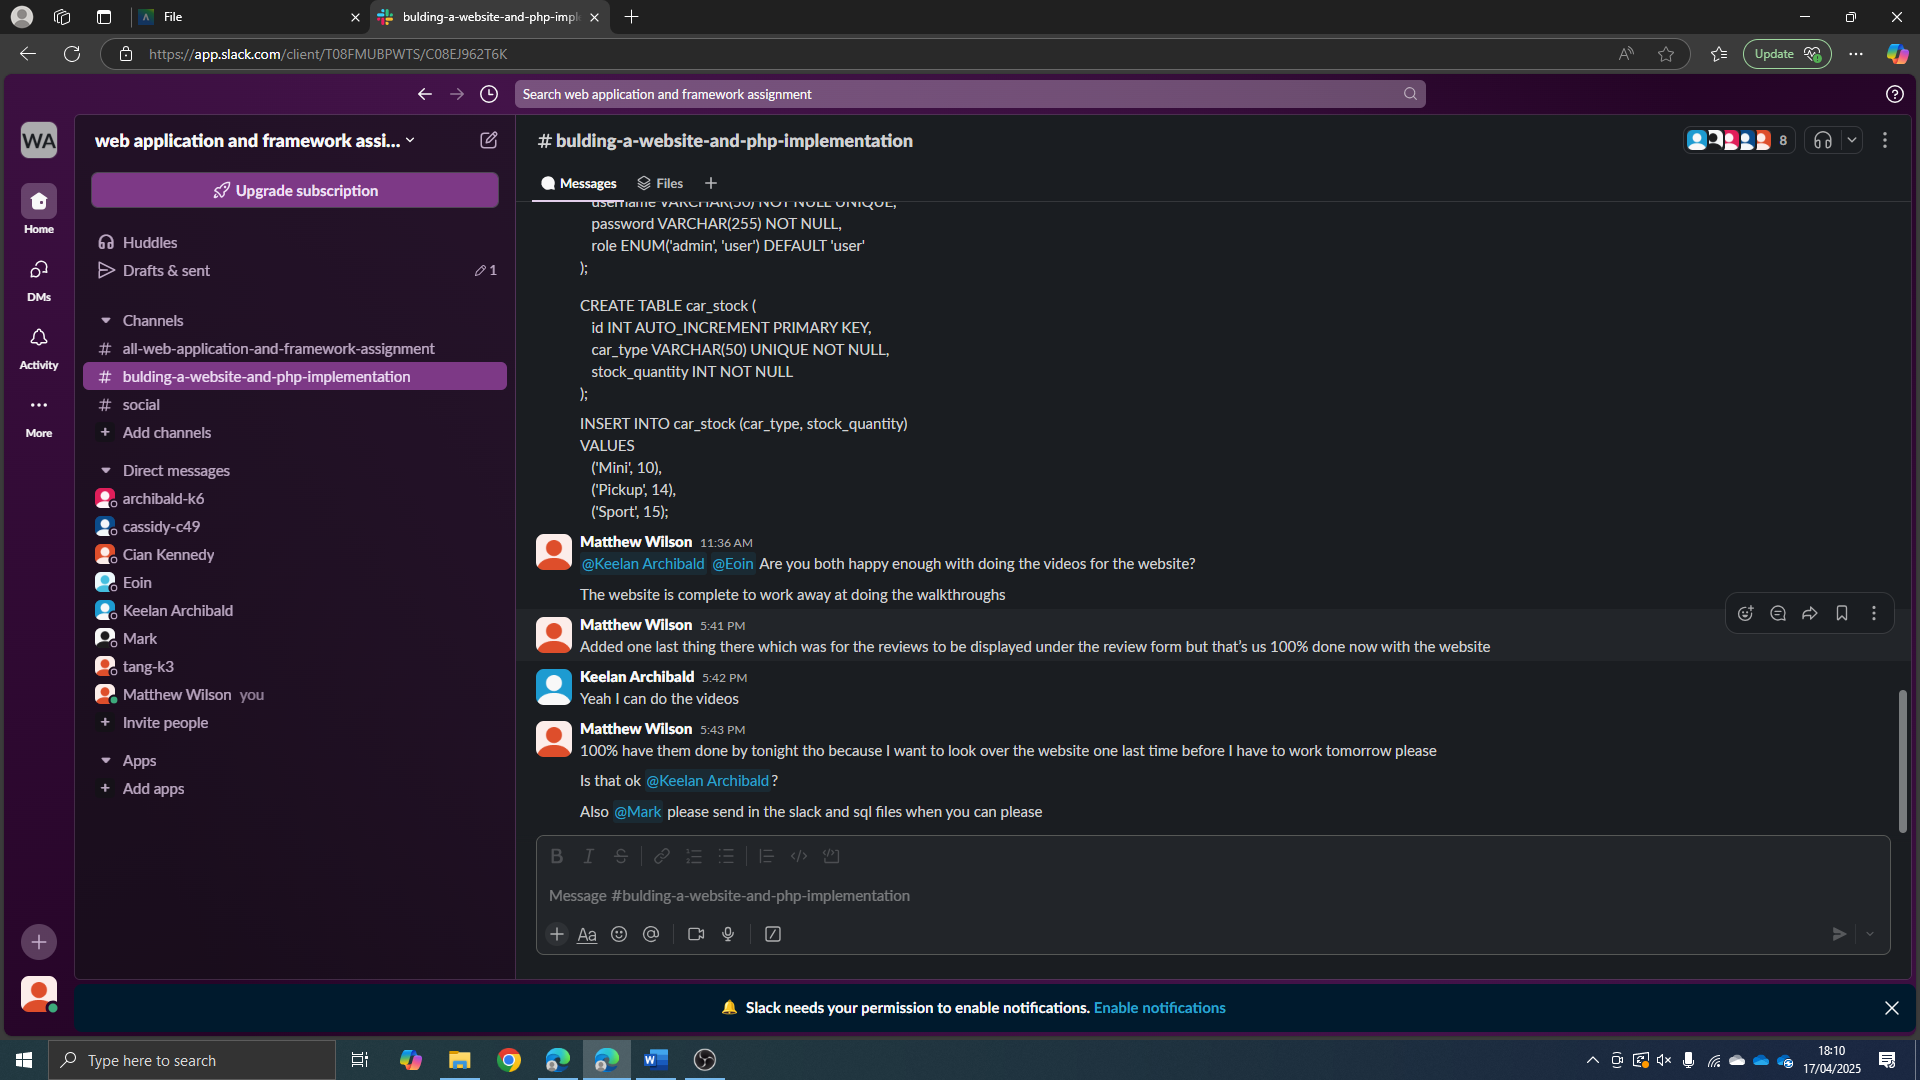 File
bulding-a-website-and-php-imple
https://app.slack.com/client/T08FMUBPWTS/C08EJ962T6K
Update
Search web application and framework assignment
WA
Home
DMs
Activity
More
web application and framework assi...
Upgrade subscription
Huddles
Drafts & sent
1
Channels
# all-web-application-and-framework-assignment
# bulding-a-website-and-php-implementation
# social
+ Add channels
Direct messages
archibald-k6
cassidy-c49
Cian Kennedy
Eoin
Keelan Archibald
Mark
tang-k3
Matthew Wilson you
+ Invite people
Apps
+ Add apps
# bulding-a-website-and-php-implementation
8
Messages
Files
username VARCHAR(50) NOT NULL UNIQUE,
password VARCHAR(255) NOT NULL,
role ENUM('admin', 'user') DEFAULT 'user'
);
CREATE TABLE car_stock (
id INT AUTO_INCREMENT PRIMARY KEY,
car_type VARCHAR(50) UNIQUE NOT NULL,
stock_quantity INT NOT NULL
);
INSERT INTO car_stock (car_type, stock_quantity)
VALUES
('Mini', 10),
('Pickup', 14),
('Sport', 15);
Matthew Wilson 11:36 AM
@Keelan Archibald @Eoin Are you both happy enough with doing the videos for the website?
The website is complete to work away at doing the walkthroughs
Matthew Wilson 5:41 PM
Added one last thing there which was for the reviews to be displayed under the review form but that's us 100% done now with the website
Keelan Archibald 5:42 PM
Yeah I can do the videos
Matthew Wilson 5:43 PM
100% have them done by tonight tho because I want to look over the website one last time before I have to work tomorrow please
Is that ok @Keelan Archibald?
Also @Mark please send in the slack and sql files when you can please
Message #bulding-a-website-and-php-implementation
Aa
Slack needs your permission to enable notifications. Enable notifications
Type here to search
18:10
17/04/2025